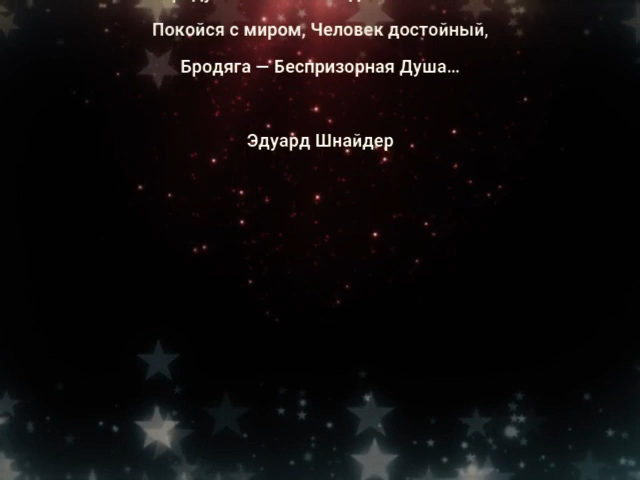 Покойся с миром, Человек достойный,
Бродяга — Беспризорная Душа...
Эдуард Шнайдер